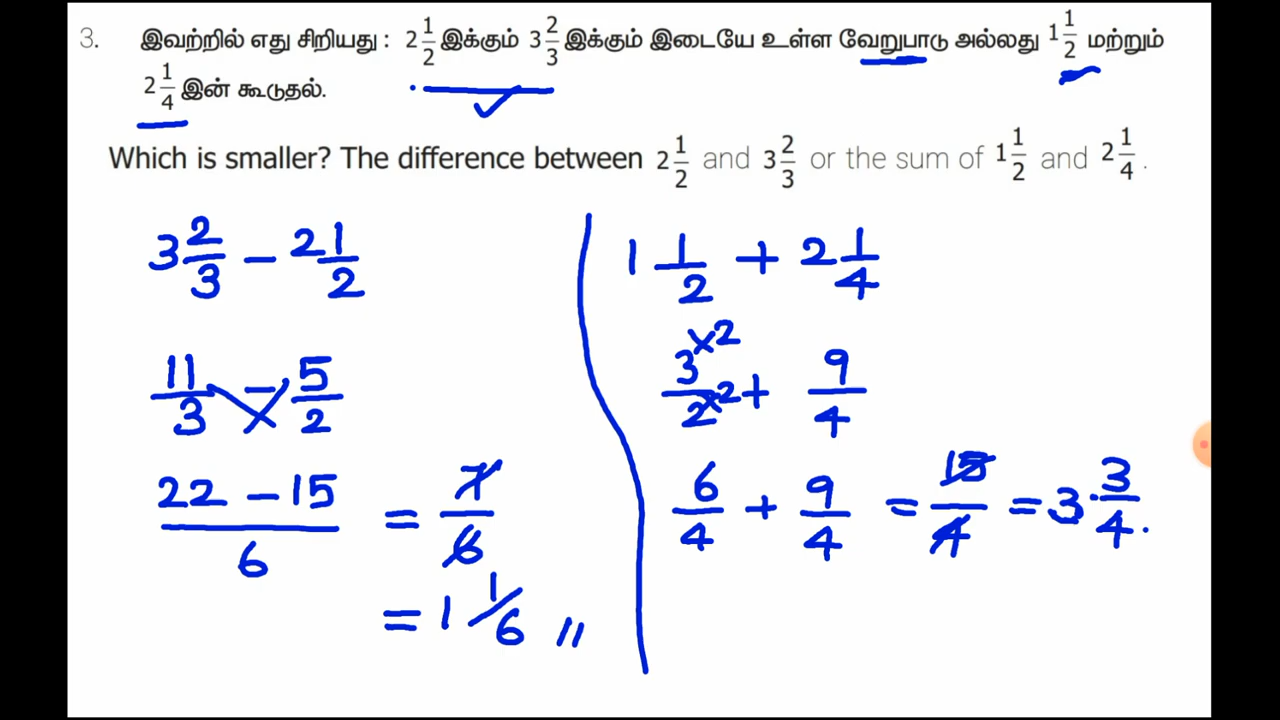 3. இவற்றில் எது சிறியது : 2 1/2 இக்கும் 3 2/3 இக்கும் இடையே உள்ள வேறுபாடு அல்லது 1 1/2 மற்றும்
2 1/4 இன் கூடுதல்.
Which is smaller? The difference between 2 1/2 and 3 2/3 or the sum of 1 1/2 and 2 1/4 .
3 2/3 - 2 1/2
11/3 - 5/2
22 - 15 / 6 = 7/6
= 1 1/6 "
1 1/2 + 2 1/4
3×2/2×2 + 9/4
6/4 + 9/4 = 15/4 = 3 3/4.